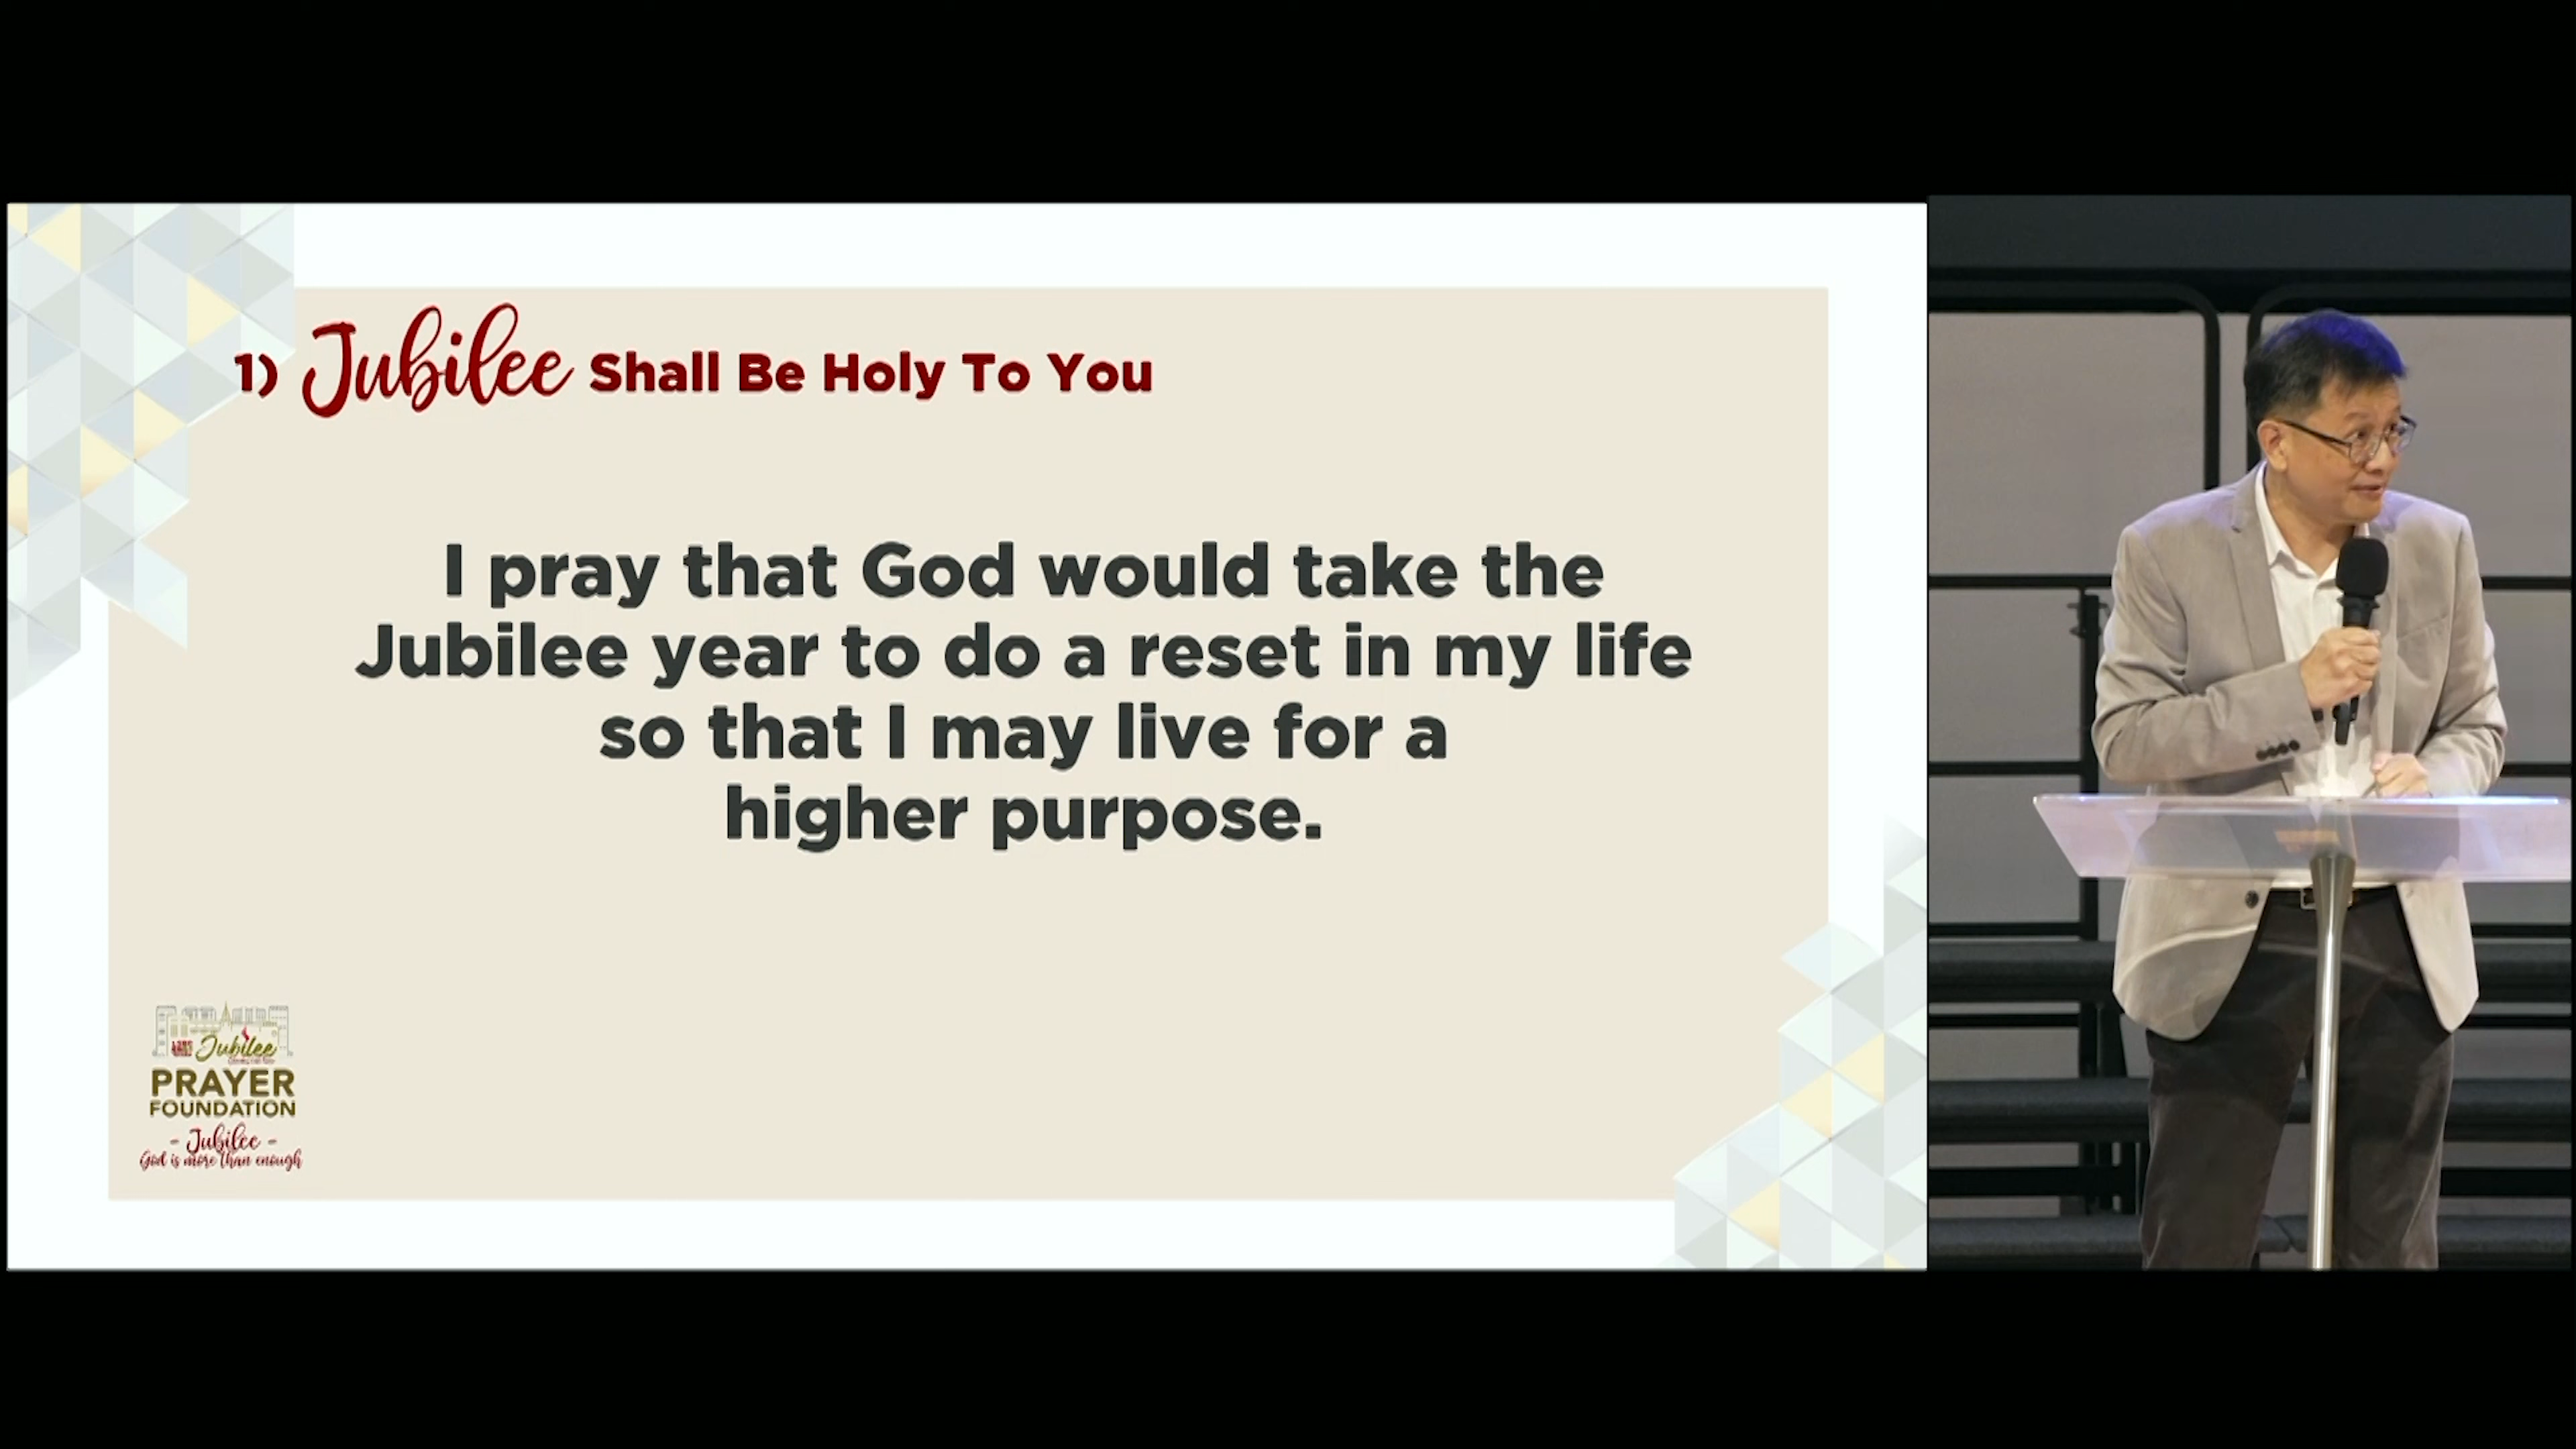 1) Jubilee Shall Be Holy To You
I pray that God would take the
Jubilee year to do a reset in my life
so that I may live for a
higher purpose.
Jubilee
PRAYER
FOUNDATION
- Jubilee -
God is more than enough